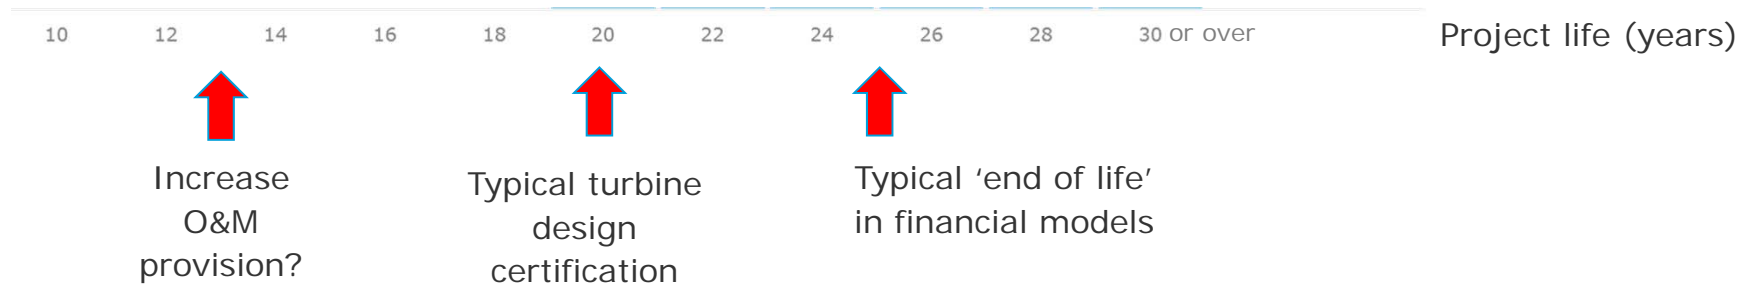 10 12 14 16 18 20 22 24 26 28 30 or over Project life (years)
Increase
O&M
provision?
Typical turbine
design
certification
Typical ‘end of life’
in financial models